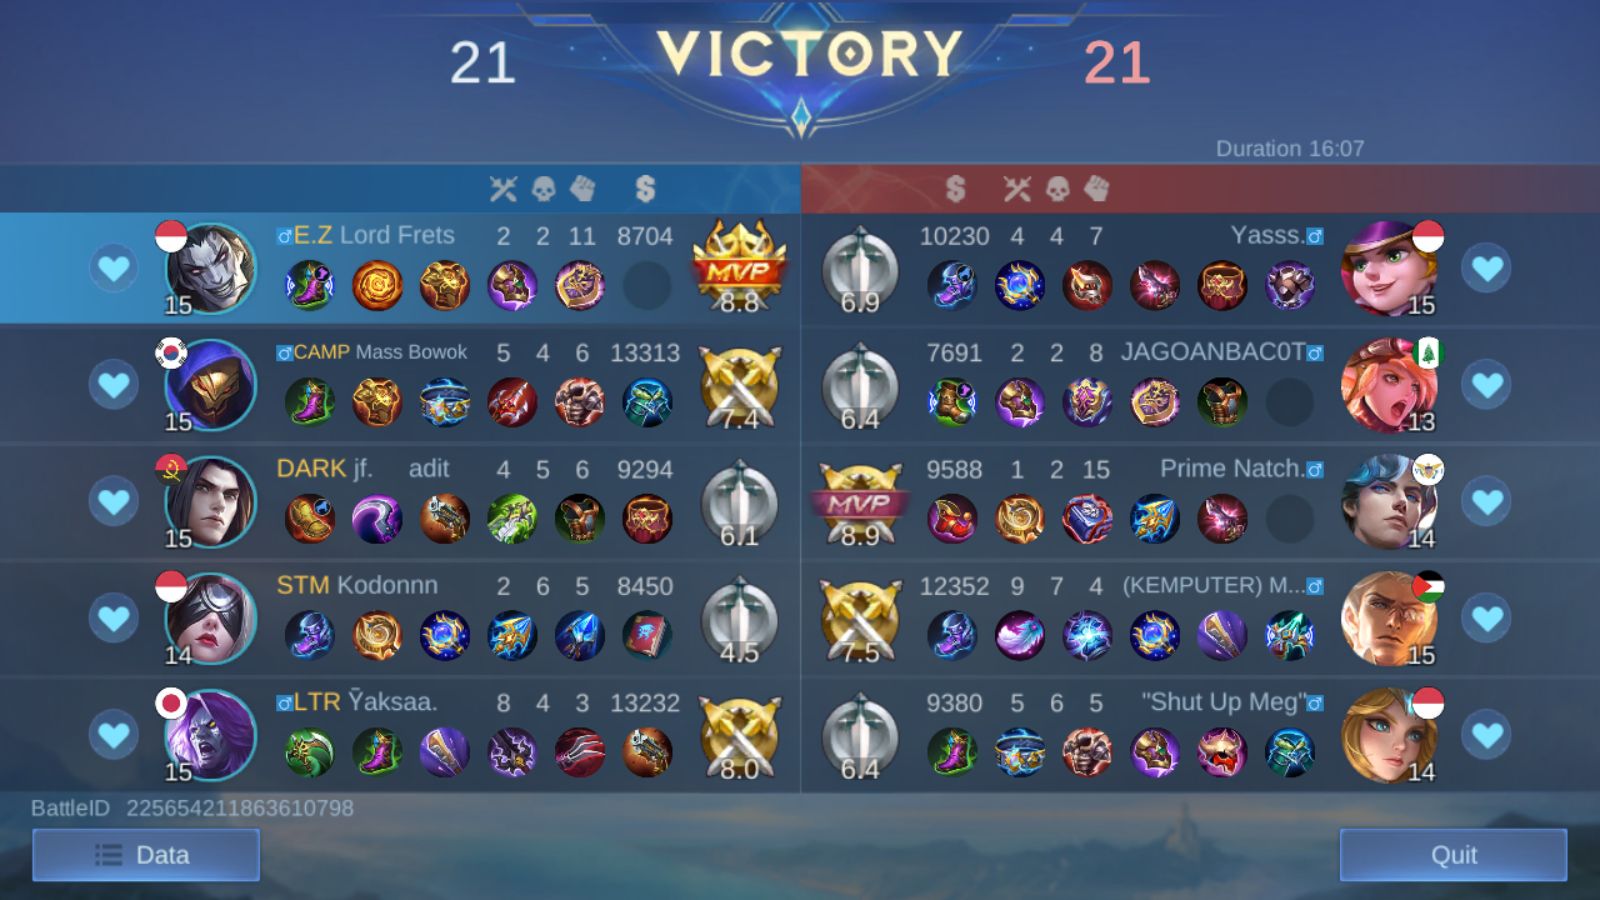 21 VICTORY 21
Duration 16:07
E.Z Lord Frets 2 2 11 8704 MVP 8.8
15
6.9 10230 4 4 7 Yasss.
15
CAMP Mass Bowok 5 4 6 13313 7.4
15
6.4 7691 2 2 8 JAGOANBAC0T
13
DARK jf. adit 4 5 6 9294 6.1
15
MVP 8.9 9588 1 2 15 Prime Natch.
14
STM Kodonnn 2 6 5 8450 4.5
14
7.5 12352 9 7 4 (KEMPUTER) M...
15
LTR Ȳaksaa. 8 4 3 13232 8.0
15
6.4 9380 5 6 5 "Shut Up Meg"
14
BattleID 225654211863610798
Data
Quit